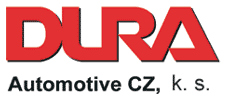 DURA
Automotive CZ, k. s.